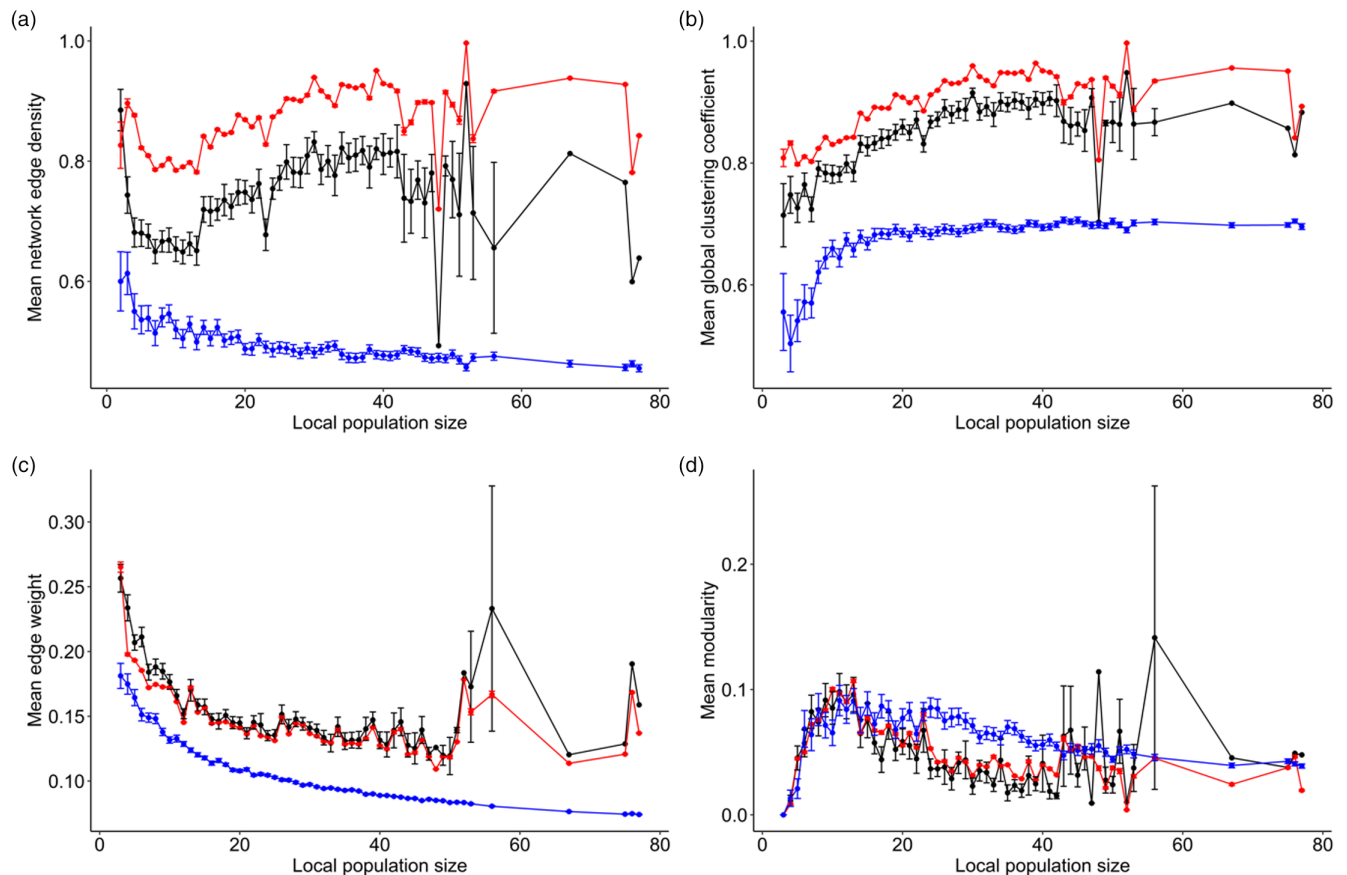 (a)
Mean network edge density
1.0
0.8
0.6
0
20
40
60
80
Local population size
(b)
Mean global clustering coefficient
1.0
0.8
0.6
0
20
40
60
80
Local population size
(c)
Mean edge weight
0.30
0.25
0.20
0.15
0.10
0
20
40
60
80
Local population size
(d)
Mean modularity
0.2
0.1
0.0
0
20
40
60
80
Local population size